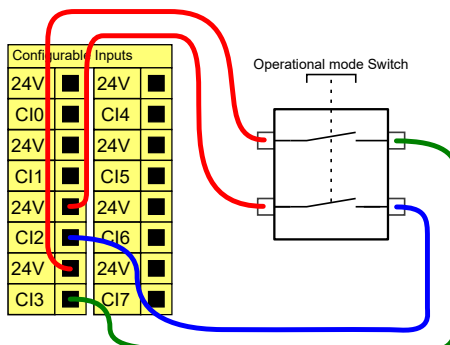 Configurable Inputs
Operational mode Switch
24V 24V
CI0 CI4
24V 24V
CI1 CI5
24V 24V
CI2 CI6
24V 24V
CI3 CI7